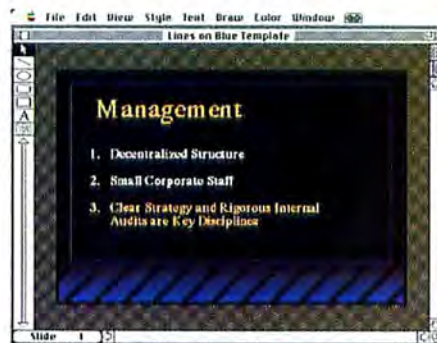 File Edit View Style Text Draw Color Window
Lines on Blue Template
A
Management
1. Decentralized Structure
2. Small Corporate Staff
3. Clear Strategy and Rigorous Internal
Audits are Key Disciplines
Slide 1